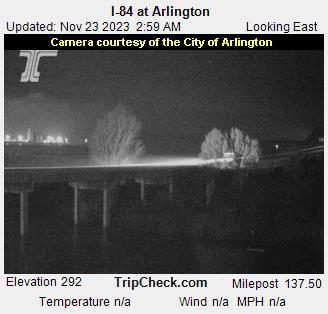 I-84 at Arlington
Updated: Nov 23 2023 2:59 AM Looking East
Camera courtesy of the City of Arlington
Elevation 292 TripCheck.com Milepost 137.50
Temperature n/a Wind n/a MPH n/a